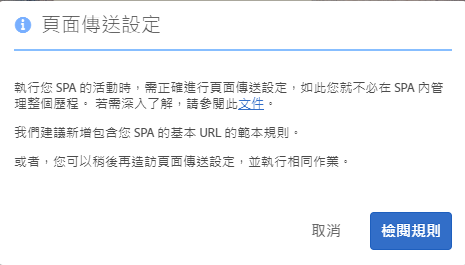 頁面傳送設定
執行您 SPA 的活動時，需正確進行頁面傳送設定，如此您就不必在 SPA 內管
理整個歷程。 若需深入了解，請參閱此文件。
我們建議新增包含您 SPA 的基本 URL 的範本規則。
或者，您可以稍後再造訪頁面傳送設定，並執行相同作業。
取消
檢閱規則